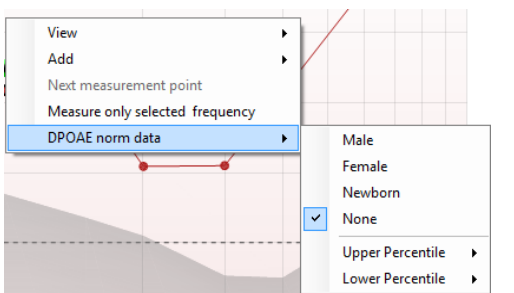 View
Add
Next measurement point
Measure only selected frequency
DPOAE norm data
Male
Female
Newborn
None
Upper Percentile
Lower Percentile